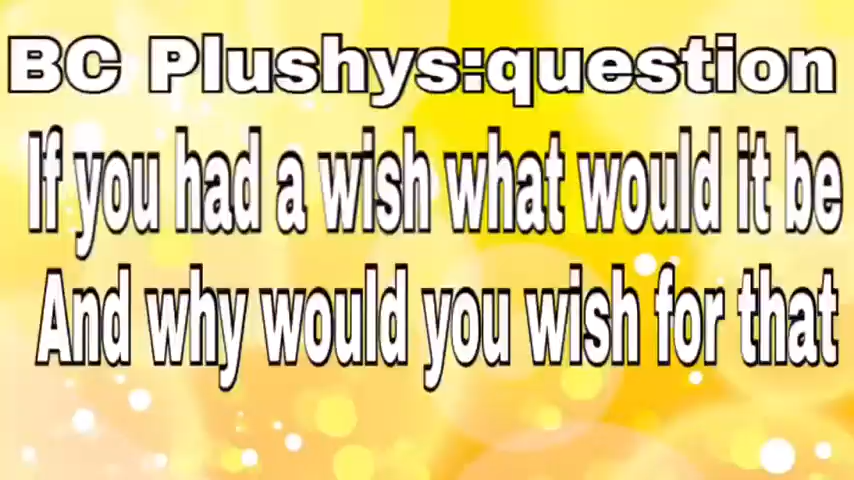 BC Plushys:question
If you had a wish what would it be
And why would you wish for that